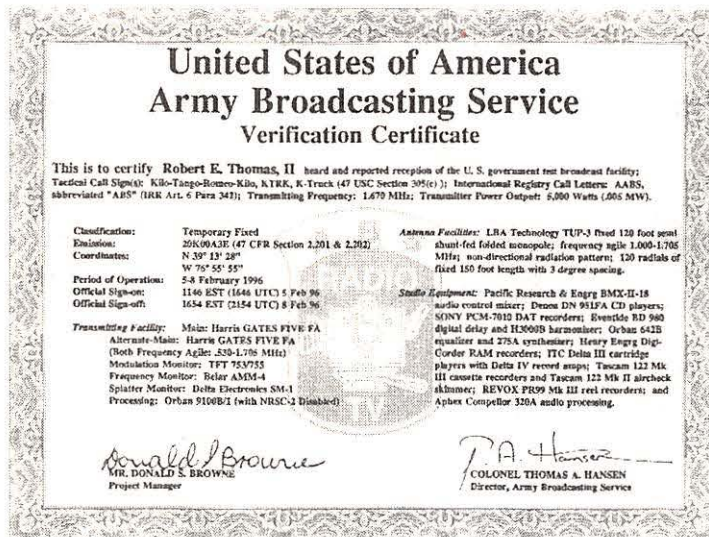 United States of America
Army Broadcasting Service
Verification Certificate
This is to certify Robert E. Thomas, II heard and reported reception of the U. S. government test broadcast facility;
Tactical Call Sign(s): Kilo-Tango-Romeo-Kilo, KTRK, K-Truck (47 USC Section 305(c) ); International Registry Call Letters: AABS,
abbreviated "ABS" (IRR Art. 6 Para 342); Transmitting Frequency: 1.670 MHz; Transmitter Power Output: 6,000 Watts (.005 MW).
Classification: Temporary Fixed
Emission: 20K00A3E (47 CFR Section 2.201 & 2.202)
Coordinates: N 39° 13' 28"
W 76° 55' 55"
Period of Operation: 5-8 February 1996
Official Sign-on: 1146 EST (1646 UTC) 5 Feb 96
Official Sign-off: 1654 EST (2154 UTC) 8 Feb 96
Transmitting Facility: Main: Harris GATES FIVE FA
Alternate-Main: Harris GATES FIVE FA
(Both Frequency Agile: .530-1.705 MHz)
Modulation Monitor: TFT 753/755
Frequency Monitor: Belar AMM-4
Splatter Monitor: Delta Electronics SM-1
Processing: Orban 9100B/1 (with NRSC-2 Disabled)
Antenna Facilities: LBA Technology TUP-3 fixed 120 foot semi
shunt-fed folded monopole; frequency agile 1.000-1.705
MHz; non-directional radiation pattern; 120 radials of
fixed 150 foot length with 3 degree spacing.
Studio Equipment: Pacific Research & Engrg BMX-II-18
audio control mixer; Denon DN 951FA CD players;
SONY PCM-7010 DAT recorders; Eventide BD 980
digital delay and H3000B harmonizer; Orban 642B
equalizer and 275A synthesizer; Henry Engrg Digi-
Corder RAM recorders; ITC Delta III cartridge
players with Delta IV record amps; Tascam 122 Mk
III cassette recorders and Tascam 122 Mk II aircheck
skimmer; REVOX PR99 Mk III reel recorders; and
Aphex Compellor 320A audio processing.
RADIO
TV
Donald S Browne
MR. DONALD S. BROWNE
Project Manager
T. A. Hansen
COLONEL THOMAS A. HANSEN
Director, Army Broadcasting Service